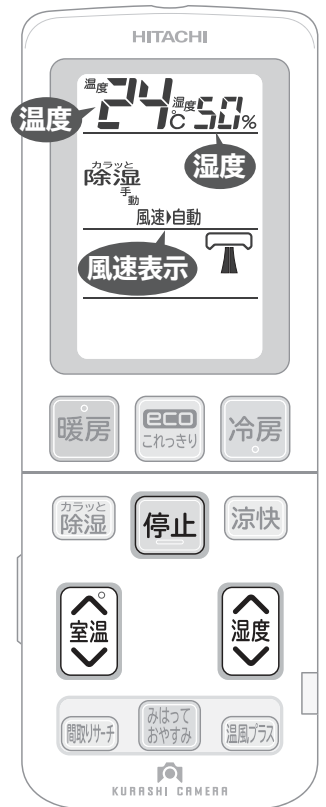 HITACHI
温度 24℃ 湿度 50%
温度
湿度
カラッと
除湿
手動
風速▶自動
風速表示
暖房
eco
これっきり
冷房
カラッと
除湿
停止
涼快
室温
湿度
間取りサーチ
みはって
おやすみ
温風プラス
KURASHI CAMERA